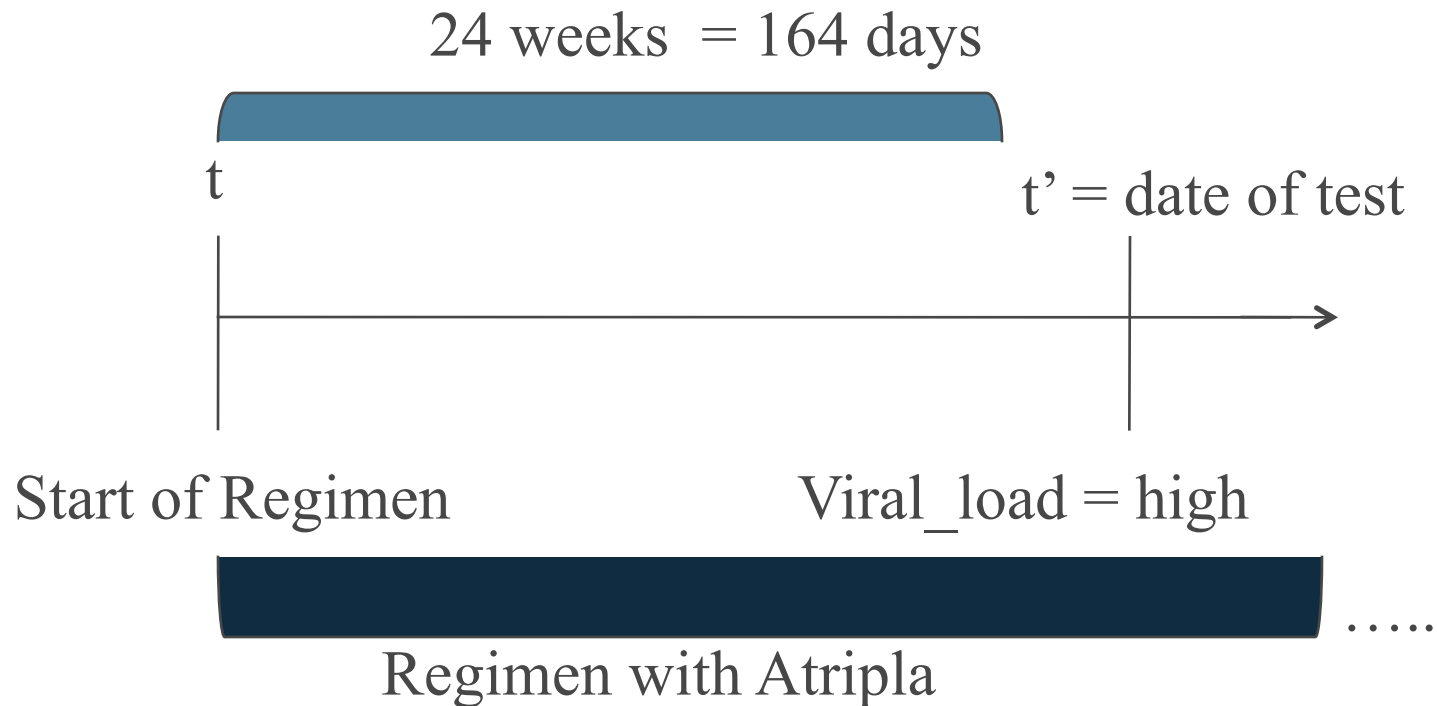 24 weeks = 164 days
t
t’ = date of test
Start of Regimen
Viral_load = high
…..
Regimen with Atripla